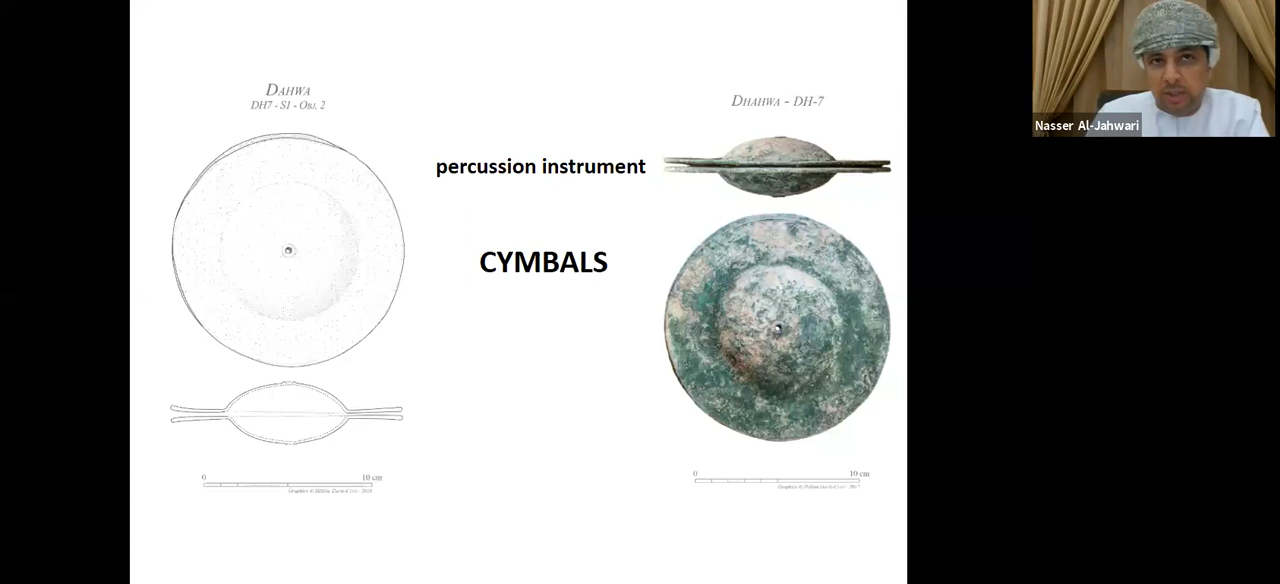 DAHWA
DH7 - S1 - OBJ. 2
0 10 cm
percussion instrument
CYMBALS
DHAHWA - DH-7
0 10 cm
Nasser Al-Jahwari